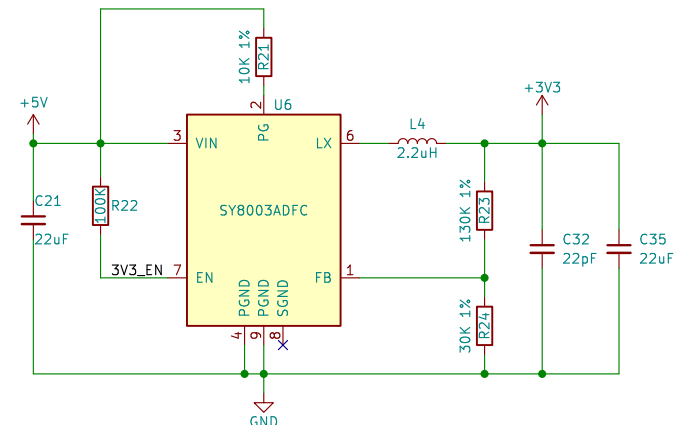 10K 1%
R21
+5V
2
U6
+3V3
3
VIN
PG
LX
6
L4
2.2uH
C21
22uF
100K
R22
SY8003ADFC
130K 1%
R23
C32
22pF
C35
22uF
3V3_EN
7
EN
FB
1
PGND
PGND
SGND
4
9
8
30K 1%
R24
GND